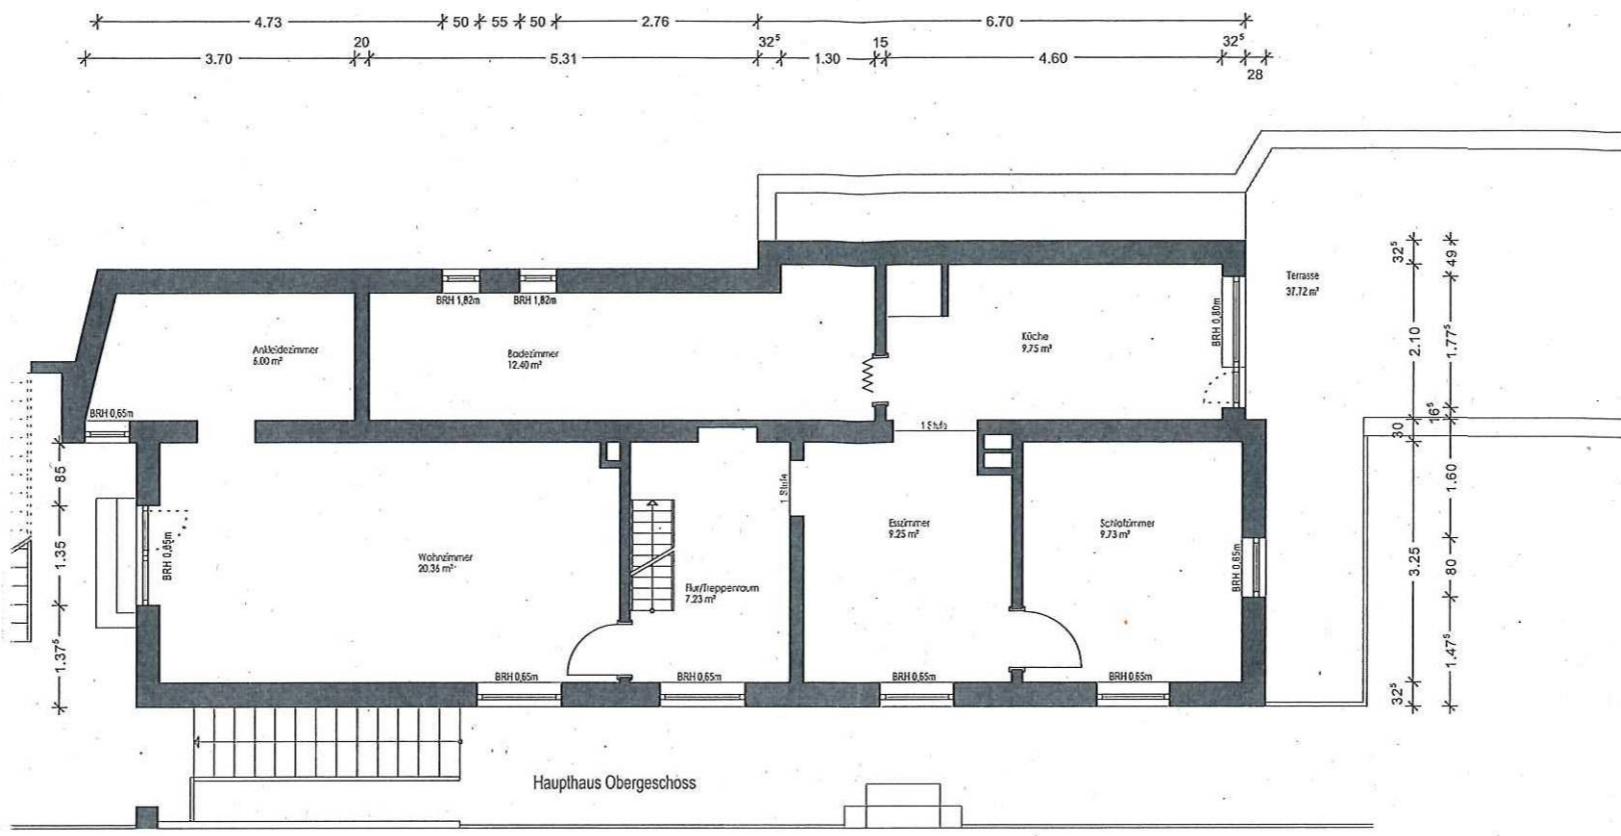 4.73 50 55 50 2.76 6.70
3.70 20 5.31 32⁵ 1.30 15 4.60 32⁵ 28
BRH 1,82m BRH 1,82m
Ankleidezimmer
6.00 m²
Badezimmer
12.40 m²
Küche
9.75 m²
BRH 0,80m
Terrasse
37.72 m²
32⁵ 2.10 30 3.25 32⁵
49 1.77⁵ 16⁵ 1.60 80 1.47⁵
BRH 0,65m
1 Stufe
1 Stufe
85 1.35 1.37⁵
BRH 0,65m
Wohnzimmer
20.36 m²
Flur/Treppenraum
7.23 m²
Esszimmer
9.25 m²
Schlafzimmer
9.73 m²
BRH 0,65m
BRH 0,65m BRH 0,65m BRH 0,65m BRH 0,65m
Haupthaus Obergeschoss